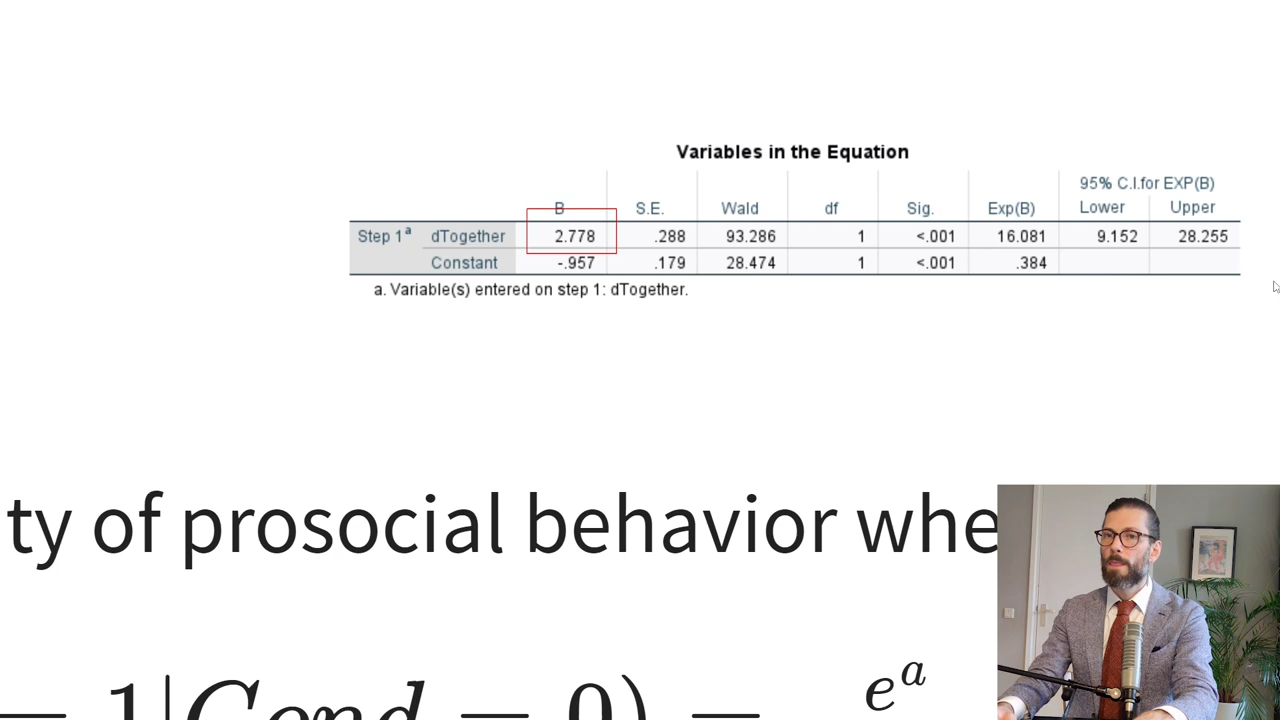 Variables in the Equation
95% C.I.for EXP(B)
B S.E. Wald df Sig. Exp(B) Lower Upper
Step 1a dTogether 2.778 .288 93.286 1 <.001 16.081 9.152 28.255
Constant -.957 .179 28.474 1 <.001 .384
a. Variable(s) entered on step 1: dTogether.
ty of prosocial behavior whe
= 1|Cond = 0) = e^a